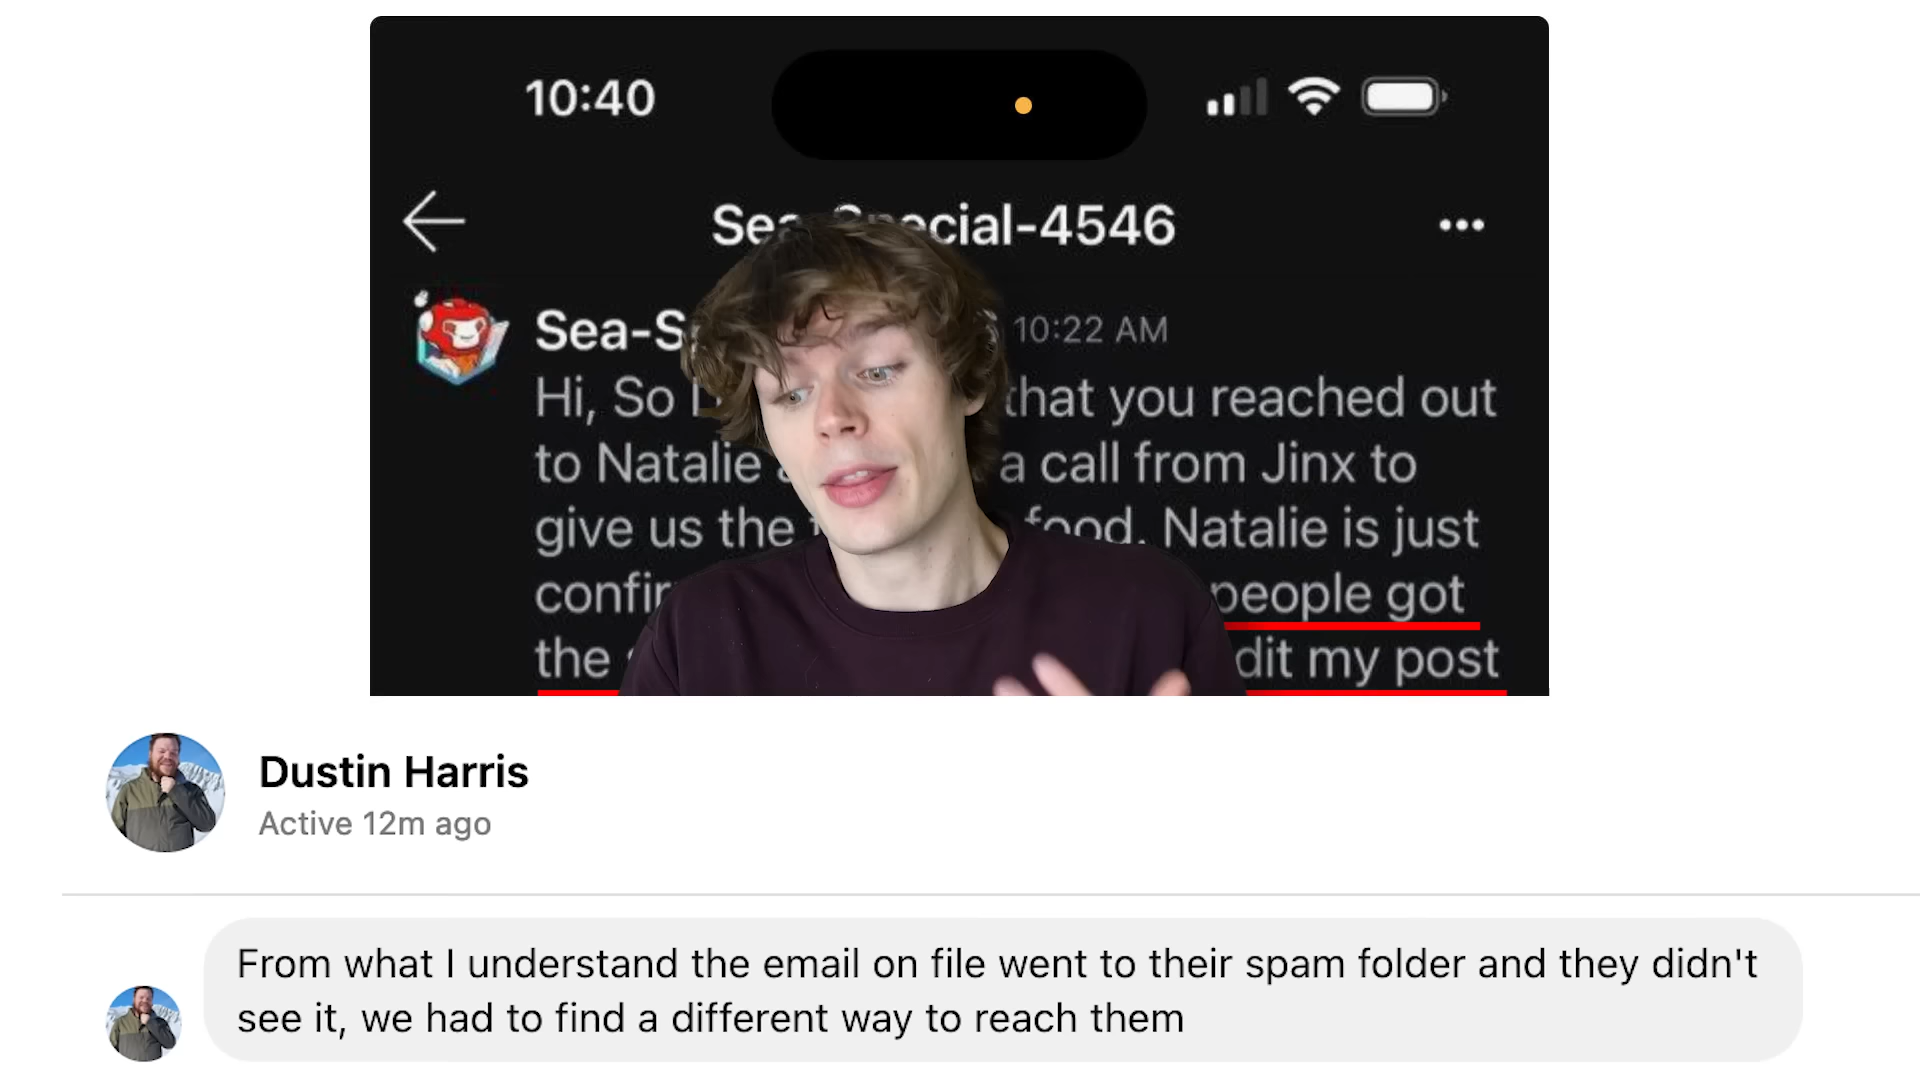 10:40
Sea-Special-4546
Sea-S 10:22 AM
Hi, So that you reached out
to Natalie a call from Jinx to
give us the food. Natalie is just
people got
the dit my post
Dustin Harris
Active 12m ago
From what I understand the email on file went to their spam folder and they didn't
see it, we had to find a different way to reach them